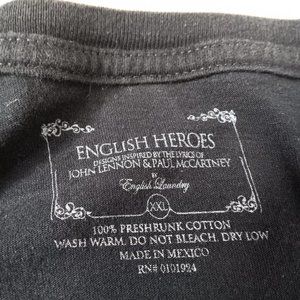 ENGLISH HEROES
DESIGNS INSPIRED BY THE LYRICS OF
JOHN LENNON & PAUL McCARTNEY
BY
English Laundry
XXL
100% PRESHRUNK COTTON
WASH WARM. DO NOT BLEACH. DRY LOW
MADE IN MEXICO
RN# 0101924